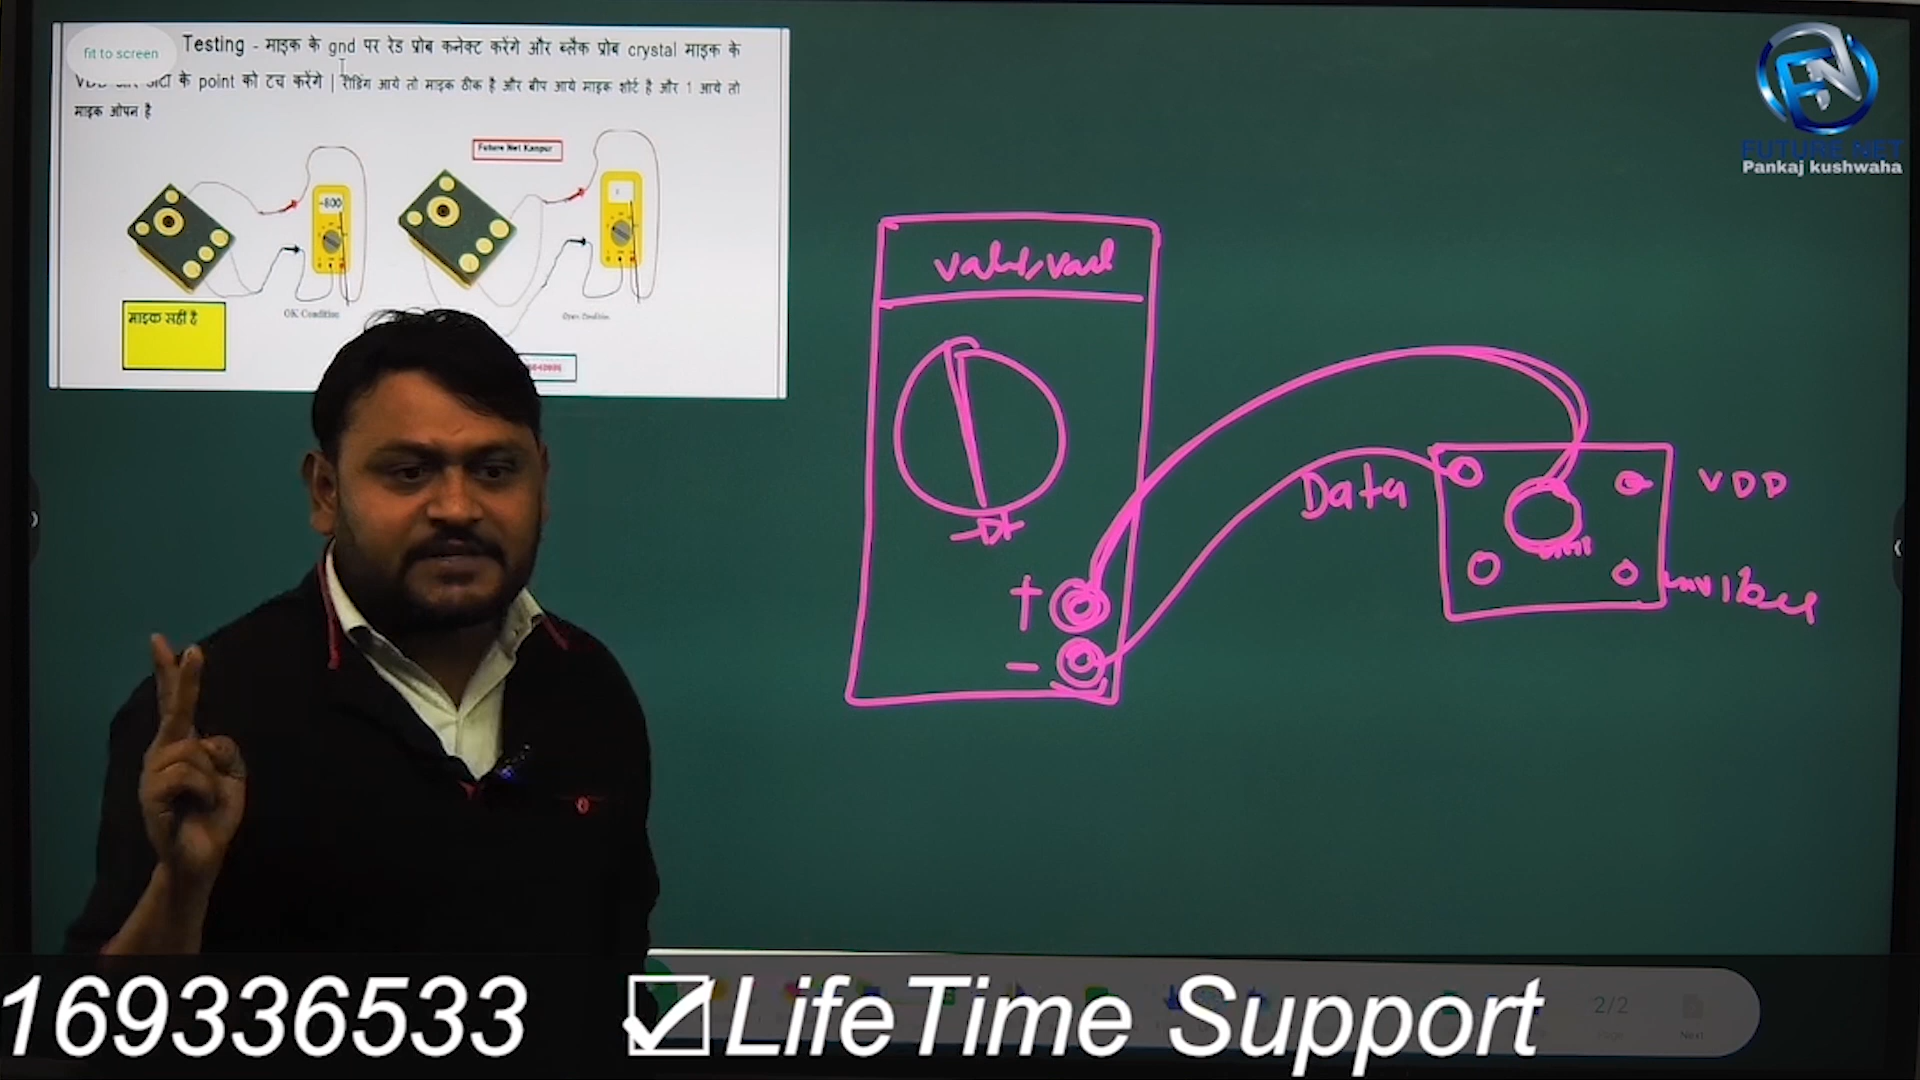 fit to screen
Testing - माइक के gnd पर रेड प्रोब कनेक्ट करेंगे और ब्लैक प्रोब crystal माइक के
के point को टच करेंगे | रीडिंग आये तो माइक ठीक है और बीप आये माइक शोर्ट है और 1 आये तो
माइक ओपन है
Future Net Kanpur
-800
माइक सही है
OK Condition
Open Condition
FUTURE NET
Pankaj kushwaha
Data
VDD
+
-
169336533 LifeTime Support
2/2
Next